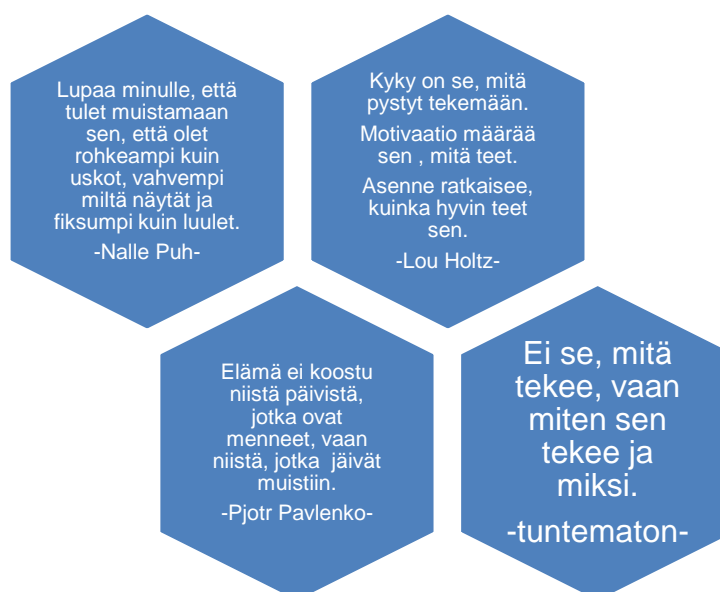 Lupaa minulle, että
tulet muistamaan
sen, että olet
rohkeampi kuin
uskot, vahvempi
miltä näytät ja
fiksumpi kuin luulet.
-Nalle Puh-
Kyky on se, mitä
pystyt tekemään.
Motivaatio määrää
sen , mitä teet.
Asenne ratkaisee,
kuinka hyvin teet
sen.
-Lou Holtz-
Elämä ei koostu
niistä päivistä,
jotka ovat
menneet, vaan
niistä, jotka  jäivät
muistiin.
-Pjotr Pavlenko-
Ei se, mitä
tekee, vaan
miten sen
tekee ja
miksi.
-tuntematon-